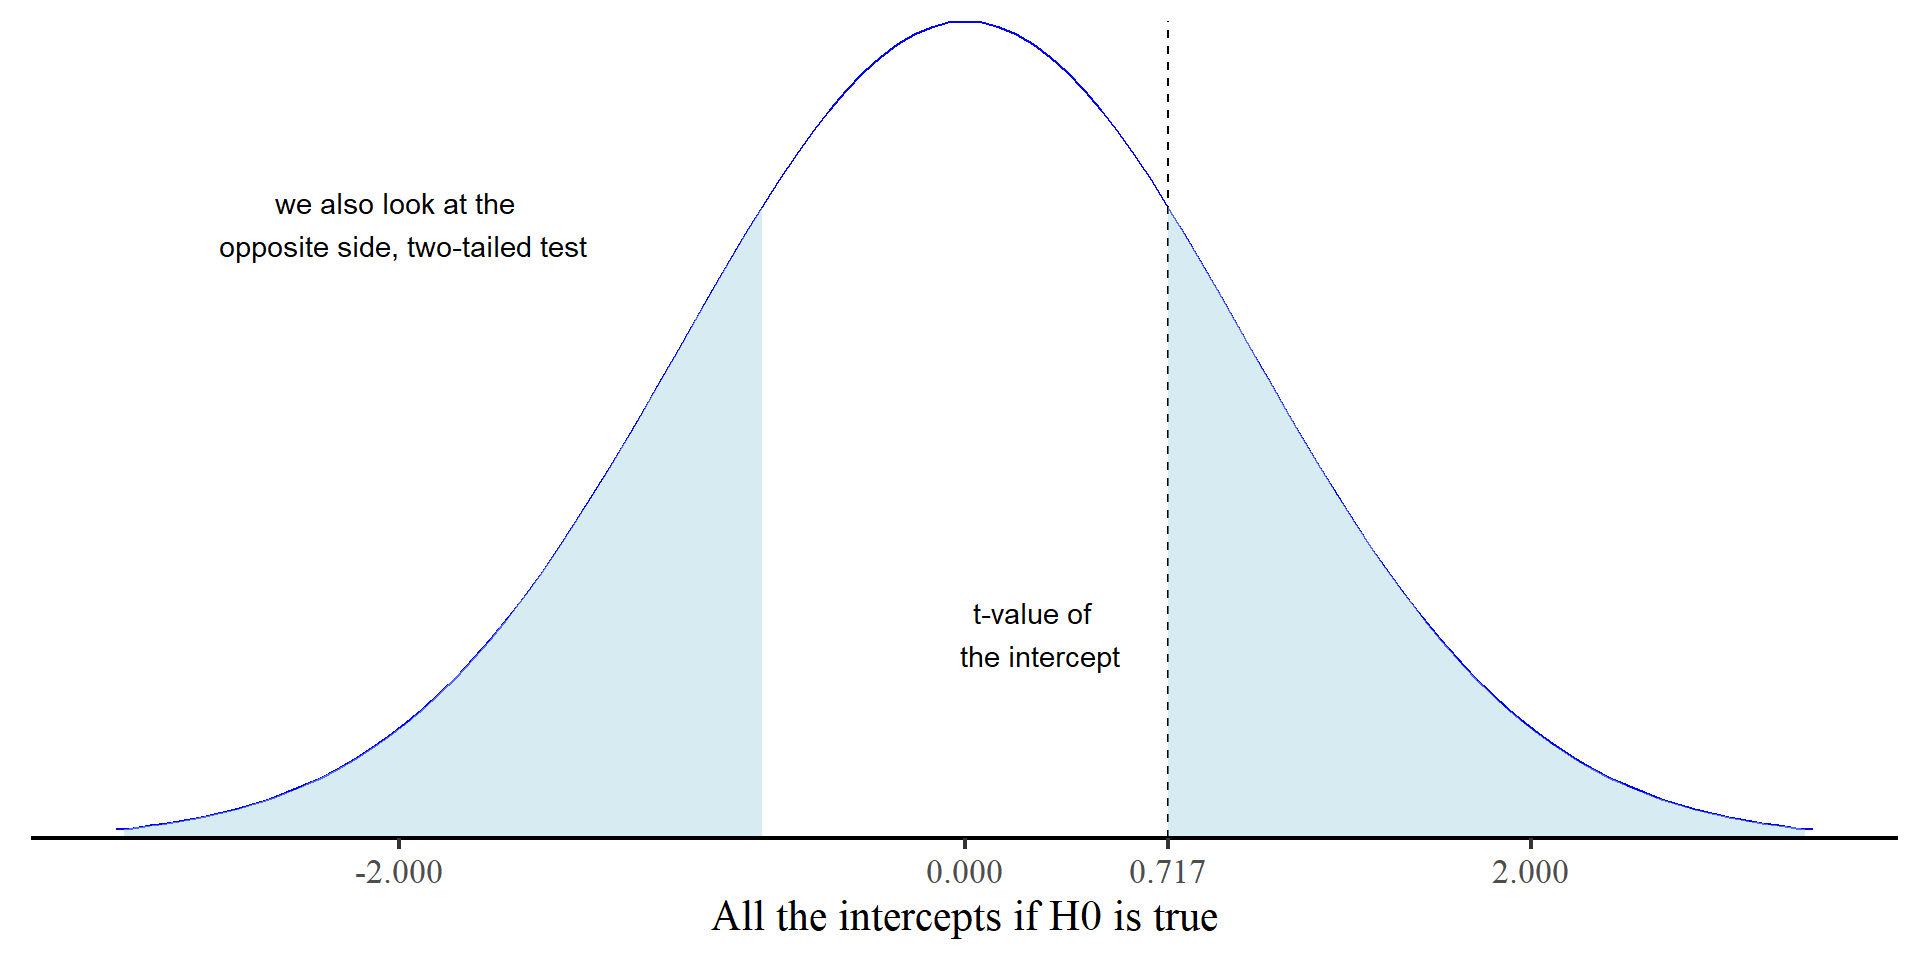 we also look at the
opposite side, two-tailed test
t-value of
the intercept
-2.000
0.000
0.717
2.000
All the intercepts if H0 is true